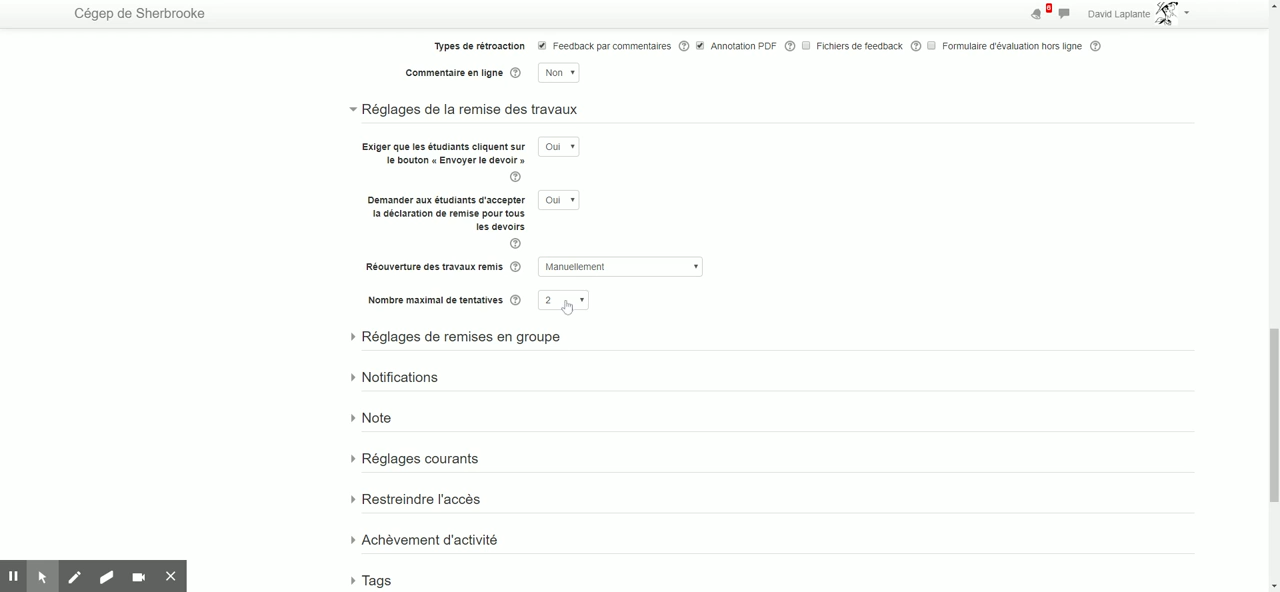 Cégep de Sherbrooke
6
David Laplante
Types de rétroaction Feedback par commentaires Annotation PDF Fichiers de feedback Formulaire d'évaluation hors ligne
Commentaire en ligne Non
Réglages de la remise des travaux
Exiger que les étudiants cliquent sur Oui
le bouton « Envoyer le devoir »
Demander aux étudiants d'accepter Oui
la déclaration de remise pour tous
les devoirs
Réouverture des travaux remis Manuellement
Nombre maximal de tentatives 2
Réglages de remises en groupe
Notifications
Note
Réglages courants
Restreindre l'accès
Achèvement d'activité
Tags